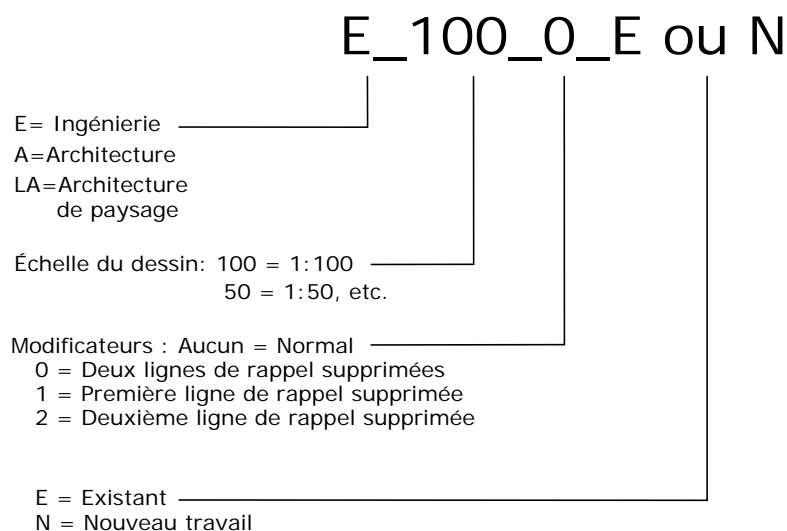 E_100_0_E ou N
E= Ingénierie
A=Architecture
LA=Architecture
de paysage
Échelle du dessin: 100 = 1:100
50 = 1:50, etc.
Modificateurs : Aucun = Normal
0 = Deux lignes de rappel supprimées
1 = Première ligne de rappel supprimée
2 = Deuxième ligne de rappel supprimée
E = Existant
N = Nouveau travail